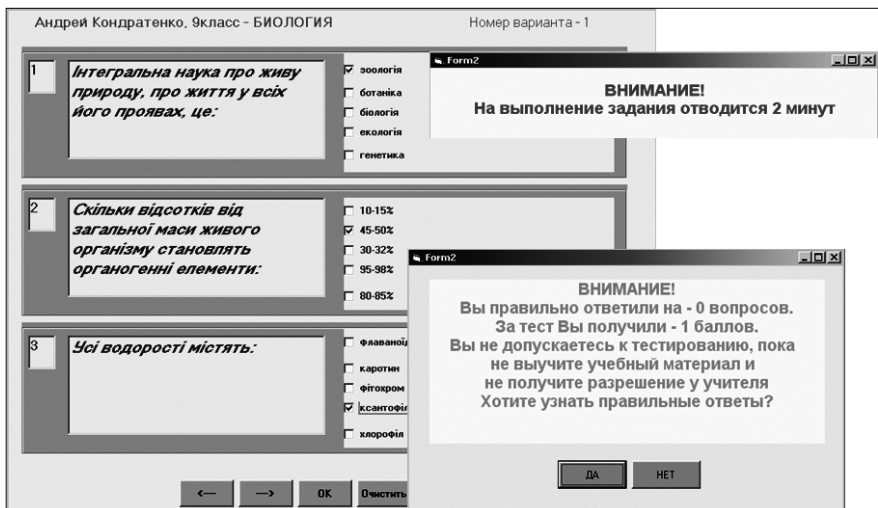 Андрей Кондратенко, 9класс - БИОЛОГИЯ
Номер варианта - 1
1
Інтегральна наука про живу
природу, про життя у всіх
його проявах, це:
зоологія
ботаніка
біологія
екологія
генетика
Form2
ВНИМАНИЕ!
На выполнение задания отводится 2 минут
2
Скільки відсотків від
загальної маси живого
організму становлять
органогенні елементи:
10-15%
45-50%
30-32%
95-98%
80-85%
3
Усі водорості містять:
каротин
фітохром
хлорофіл
Form2
ВНИМАНИЕ!
Вы правильно ответили на - 0 вопросов.
За тест Вы получили - 1 баллов.
Вы не допускаетесь к тестированию, пока
не выучите учебный материал и
не получите разрешение у учителя
Хотите узнать правильные ответы?
ДА
НЕТ
<—
—>
OK
Очистить